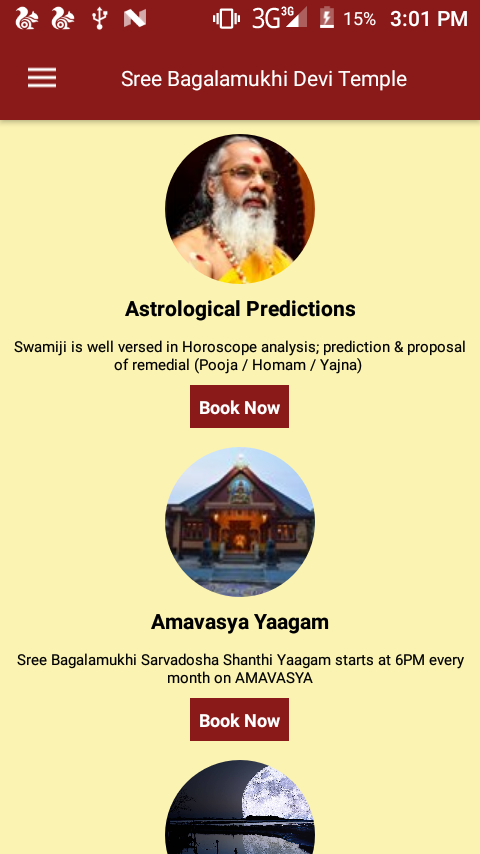 3G 3G 15% 3:01 PM
Sree Bagalamukhi Devi Temple
Astrological Predictions
Swamiji is well versed in Horoscope analysis; prediction & proposal
of remedial (Pooja / Homam / Yajna)
Book Now
Amavasya Yaagam
Sree Bagalamukhi Sarvadosha Shanthi Yaagam starts at 6PM every
month on AMAVASYA
Book Now